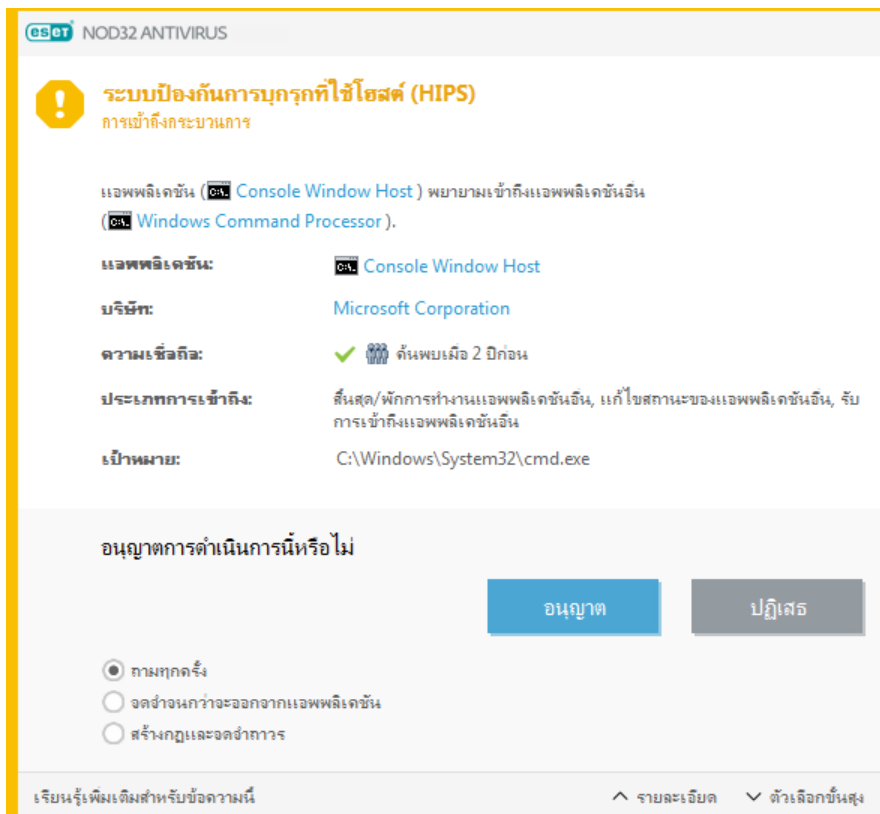 eset NOD32 ANTIVIRUS
ระบบป้องกันการบุกรุกที่ใช้โฮสต์ (HIPS)
การเข้าถึงกระบวนการ
แอพพลิเคชัน (C:\. Console Window Host ) พยายามเข้าถึงแอพพลิเคชันอื่น
(C:\. Windows Command Processor ).
แอพพลิเคชัน: C:\. Console Window Host
บริษัท: Microsoft Corporation
ความเชื่อถือ: ค้นพบเมื่อ 2 ปีก่อน
ประเภทการเข้าถึง: สิ้นสุด/พักการทำงานแอพพลิเคชันอื่น, แก้ไขสถานะของแอพพลิเคชันอื่น, รับ
การเข้าถึงแอพพลิเคชันอื่น
เป้าหมาย: C:\Windows\System32\cmd.exe
อนุญาตการดำเนินการนี้หรือไม่
อนุญาต ปฏิเสธ
ถามทุกครั้ง
จดจำจนกว่าจะออกจากแอพพลิเคชัน
สร้างกฎและจดจำถาวร
เรียนรู้เพิ่มเติมสำหรับข้อความนี้ รายละเอียด ตัวเลือกขั้นสูง